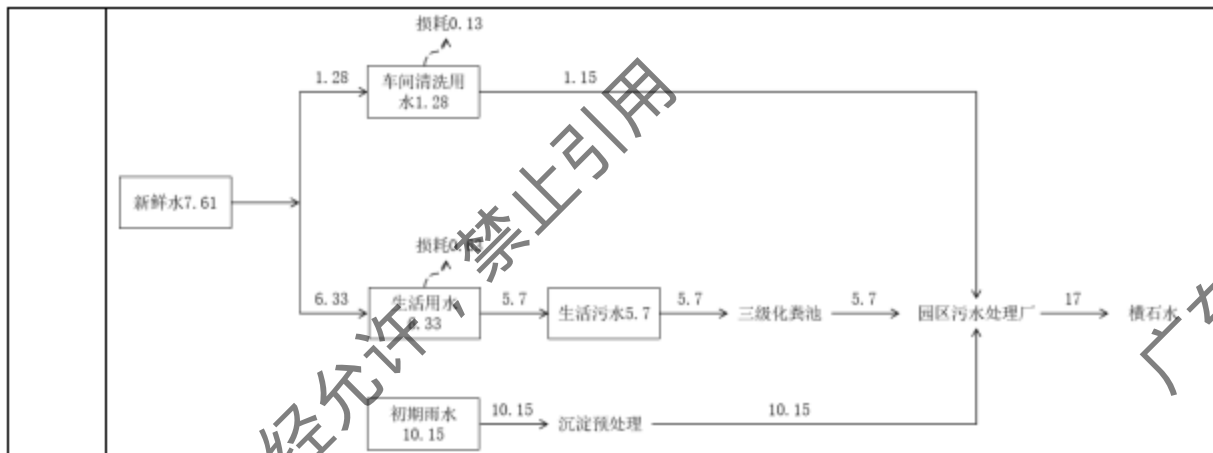 损耗0.13
1.28
车间清洗用
水1.28
1.15
新鲜水7.61
损耗0.63
6.33
生活用水
6.33
5.7
生活污水5.7
5.7
三级化粪池
5.7
园区污水处理厂
17
横石水
初期雨水
10.15
10.15
沉淀预处理
10.15
经允许，禁止引用
广